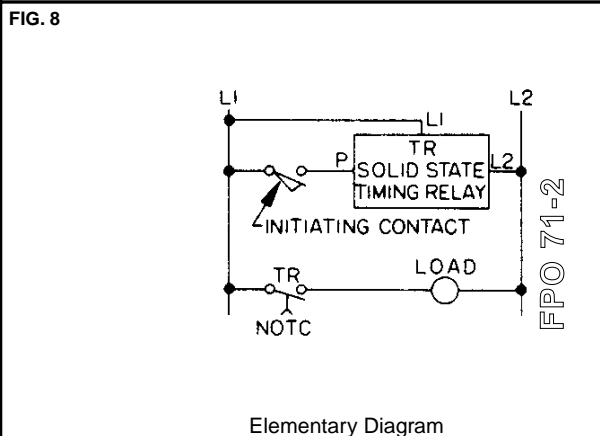 FIG. 8
L1
L2
L1
TR
P
SOLID STATE
L2
TIMING RELAY
INITIATING CONTACT
TR
LOAD
NOTC
FPO 71-2
Elementary Diagram